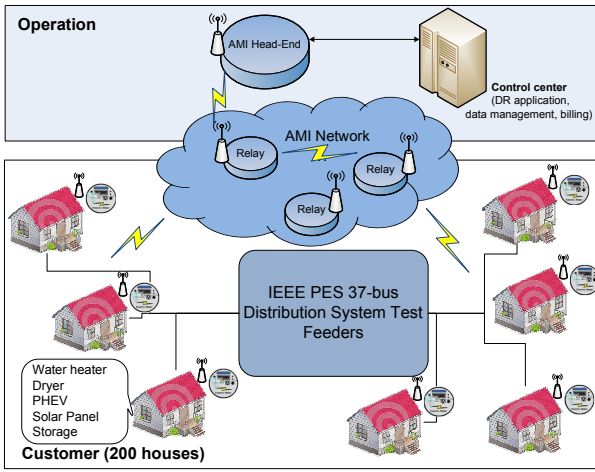 Operation
AMI Head-End
Control center
(DR application,
data management, billing)
AMI Network
Relay
Relay
Relay
IEEE PES 37-bus
Distribution System Test
Feeders
Water heater
Dryer
PHEV
Solar Panel
Storage
Customer (200 houses)